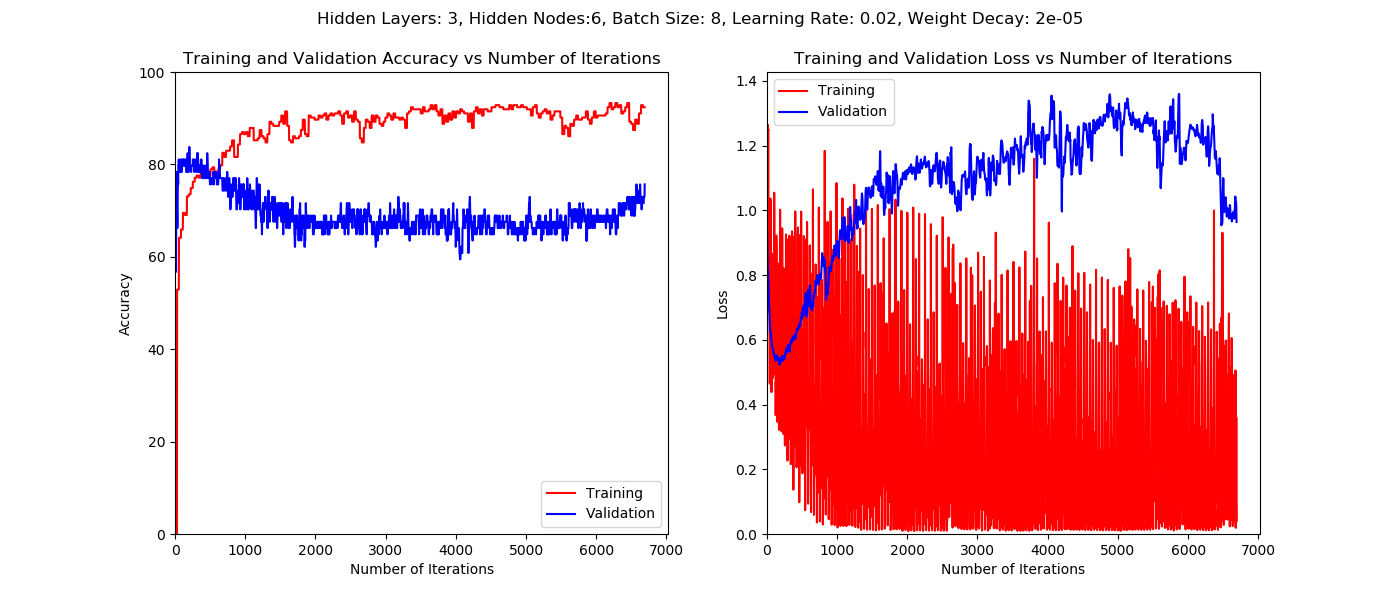 Hidden Layers: 3, Hidden Nodes:6, Batch Size: 8, Learning Rate: 0.02, Weight Decay: 2e-05
Training and Validation Accuracy vs Number of Iterations
100
80
60
40
20
0
Accuracy
0 1000 2000 3000 4000 5000 6000 7000
Number of Iterations
Training
Validation
Training and Validation Loss vs Number of Iterations
1.4
1.2
1.0
0.8
0.6
0.4
0.2
0.0
Loss
0 1000 2000 3000 4000 5000 6000 7000
Number of Iterations
Training
Validation